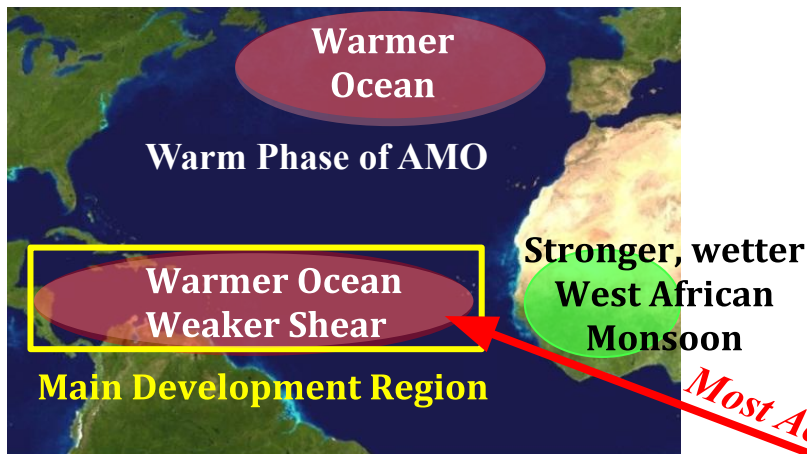 Warmer
Ocean
Warm Phase of AMO
Stronger, wetter
West African
Monsoon
Warmer Ocean
Weaker Shear
Main Development Region
Most